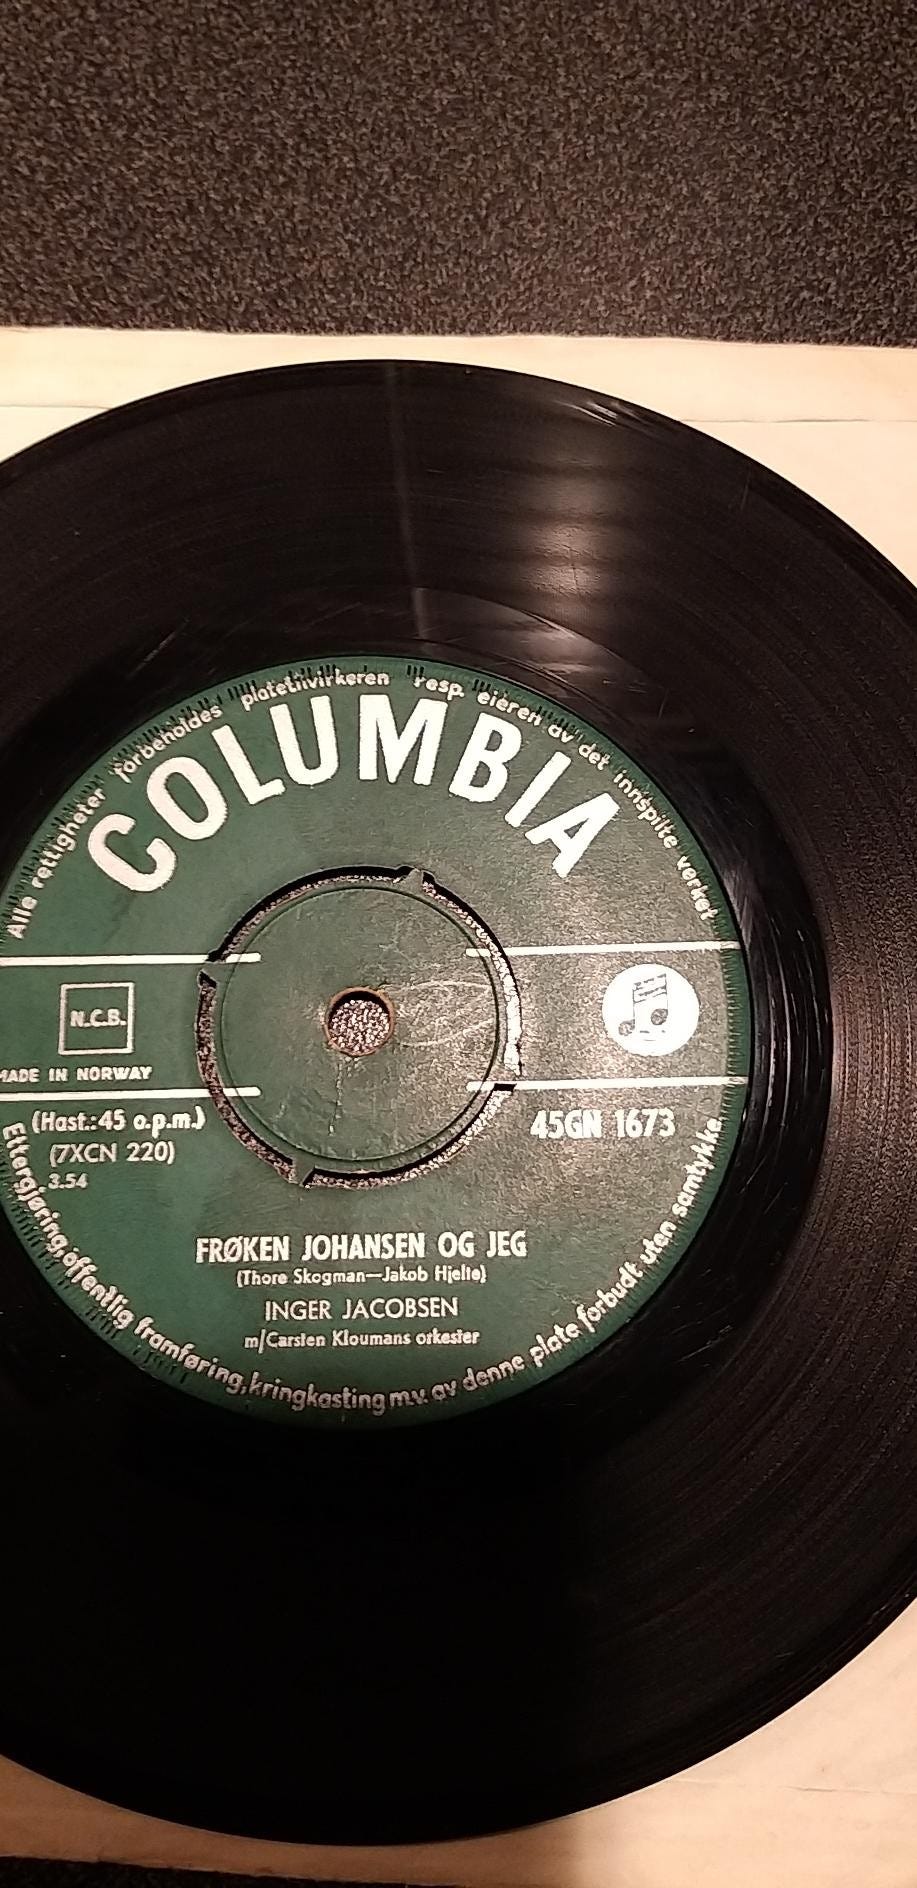 Alle rettigheter forbeholdes platetilvirkeren resp. eieren av det innspilte verket
COLUMBIA
N.C.B.
MADE IN NORWAY
(Hast.: 45 o.p.m.)
(7XCN 220)
3.54
45GN 1673
FRØKEN JOHANSEN OG JEG
(Thore Skogman—Jakob Hjelte)
INGER JACOBSEN
m/Carsten Kloumans orkester
Ettergjøring, offentlig framføring, kringkasting m.v. av denne plate forbudt uten samtykke.